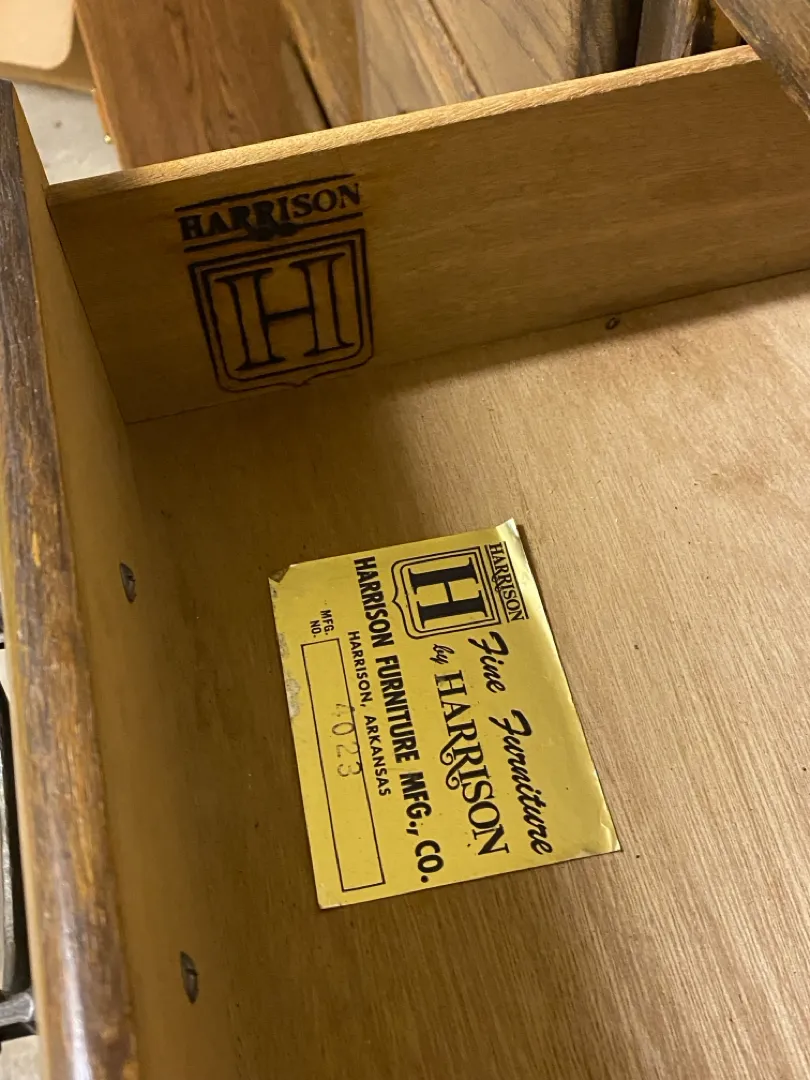 HARRISON
H
HARRISON
H
Fine Furniture
by HARRISON
HARRISON FURNITURE MFG., CO.
HARRISON, ARKANSAS
MFG.
NO.
4023